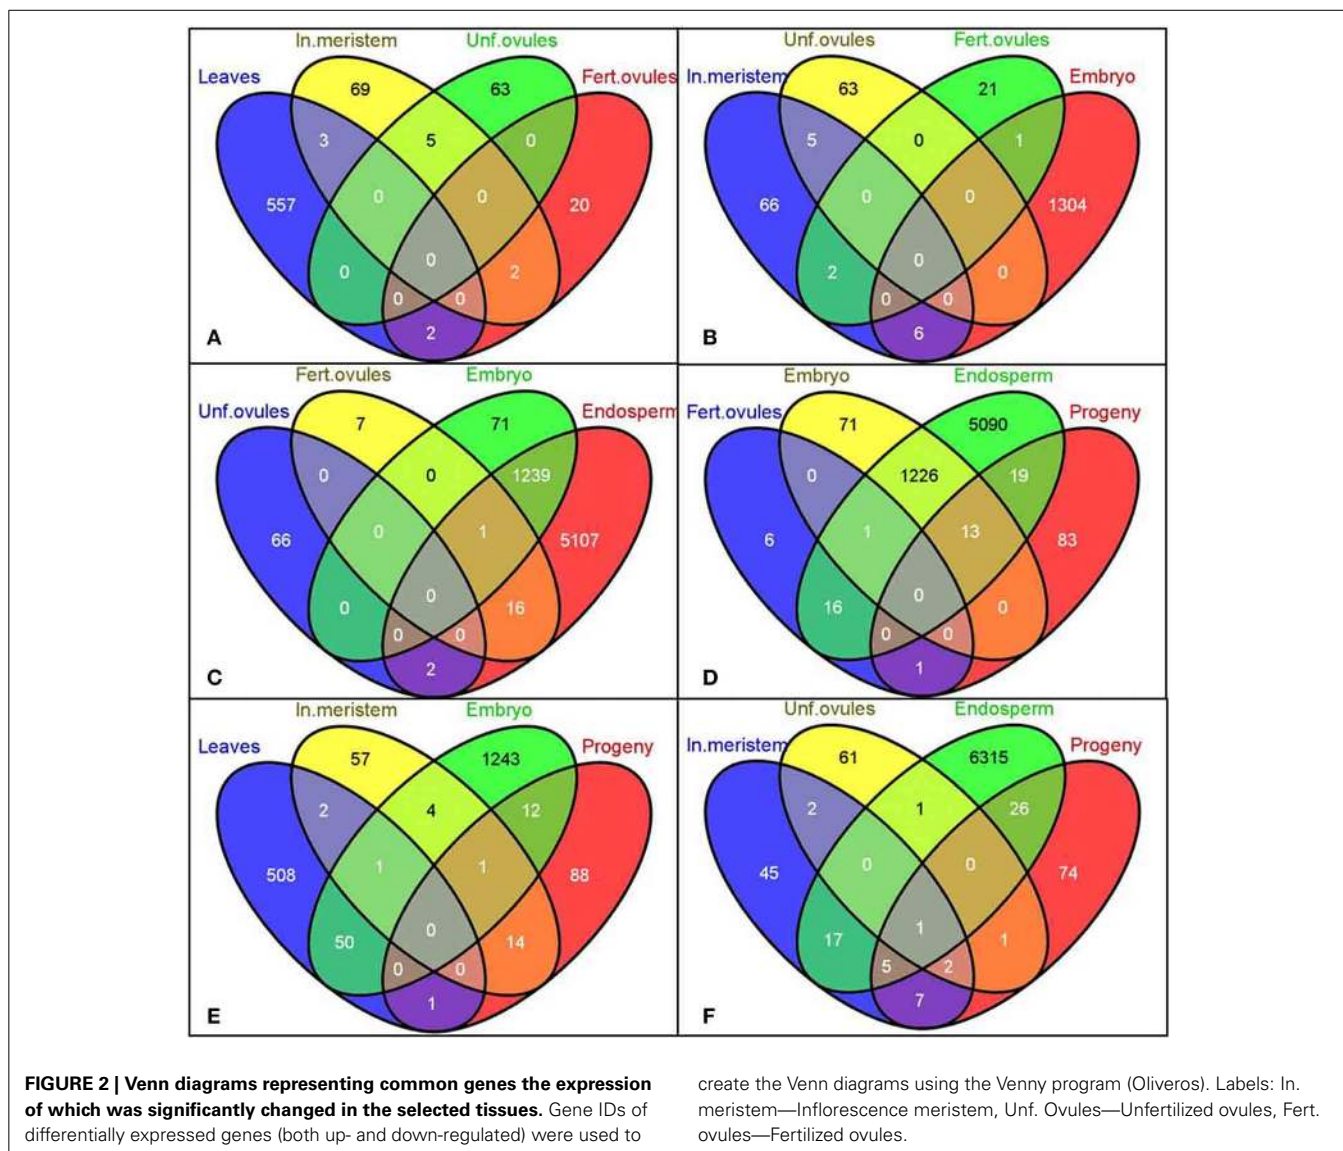 In.meristem Unf.ovules
Leaves Fert.ovules
69 63
3 5 0
557 0 0 20
0 0 2
0 0
2
A
Unf.ovules Fert.ovules
In.meristem Embryo
63 21
5 0 1
66 0 0 1304
2 0 0
0 0
6
B
Fert.ovules Embryo
Unf.ovules Endosperm
7 71
0 0 1239
66 0 1 5107
0 0 16
0 0
2
C
Embryo Endosperm
Fert.ovules Progeny
71 5090
0 1226 19
6 1 13 83
16 0 0
0 0
1
D
In.meristem Embryo
Leaves Progeny
57 1243
2 4 12
508 1 1 88
50 0 14
0 0
1
E
Unf.ovules Endosperm
In.meristem Progeny
61 6315
2 1 26
45 0 0 74
17 1 1
5 2
7
F
FIGURE 2 | Venn diagrams representing common genes the expression
of which was significantly changed in the selected tissues. Gene IDs of
differentially expressed genes (both up- and down-regulated) were used to
create the Venn diagrams using the Venny program (Oliveros). Labels: In.
meristem—Inflorescence meristem, Unf. Ovules—Unfertilized ovules, Fert.
ovules—Fertilized ovules.